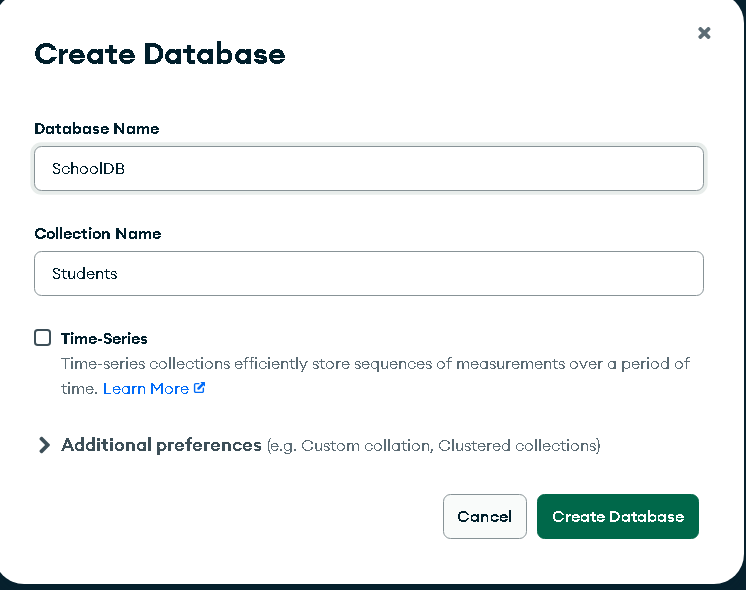 Create Database
Database Name
SchoolDB
Collection Name
Students
Time-Series
Time-series collections efficiently store sequences of measurements over a period of
time. Learn More
Additional preferences (e.g. Custom collation, Clustered collections)
Cancel Create Database